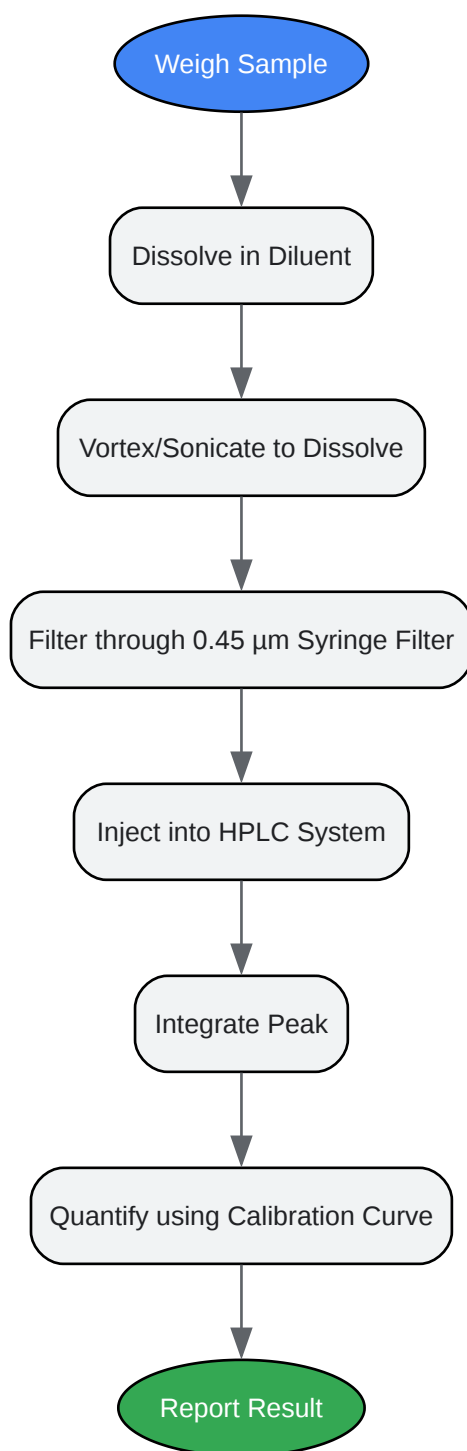 Weigh Sample
Dissolve in Diluent
Vortex/Sonicate to Dissolve
Filter through 0.45 µm Syringe Filter
Inject into HPLC System
Integrate Peak
Quantify using Calibration Curve
Report Result